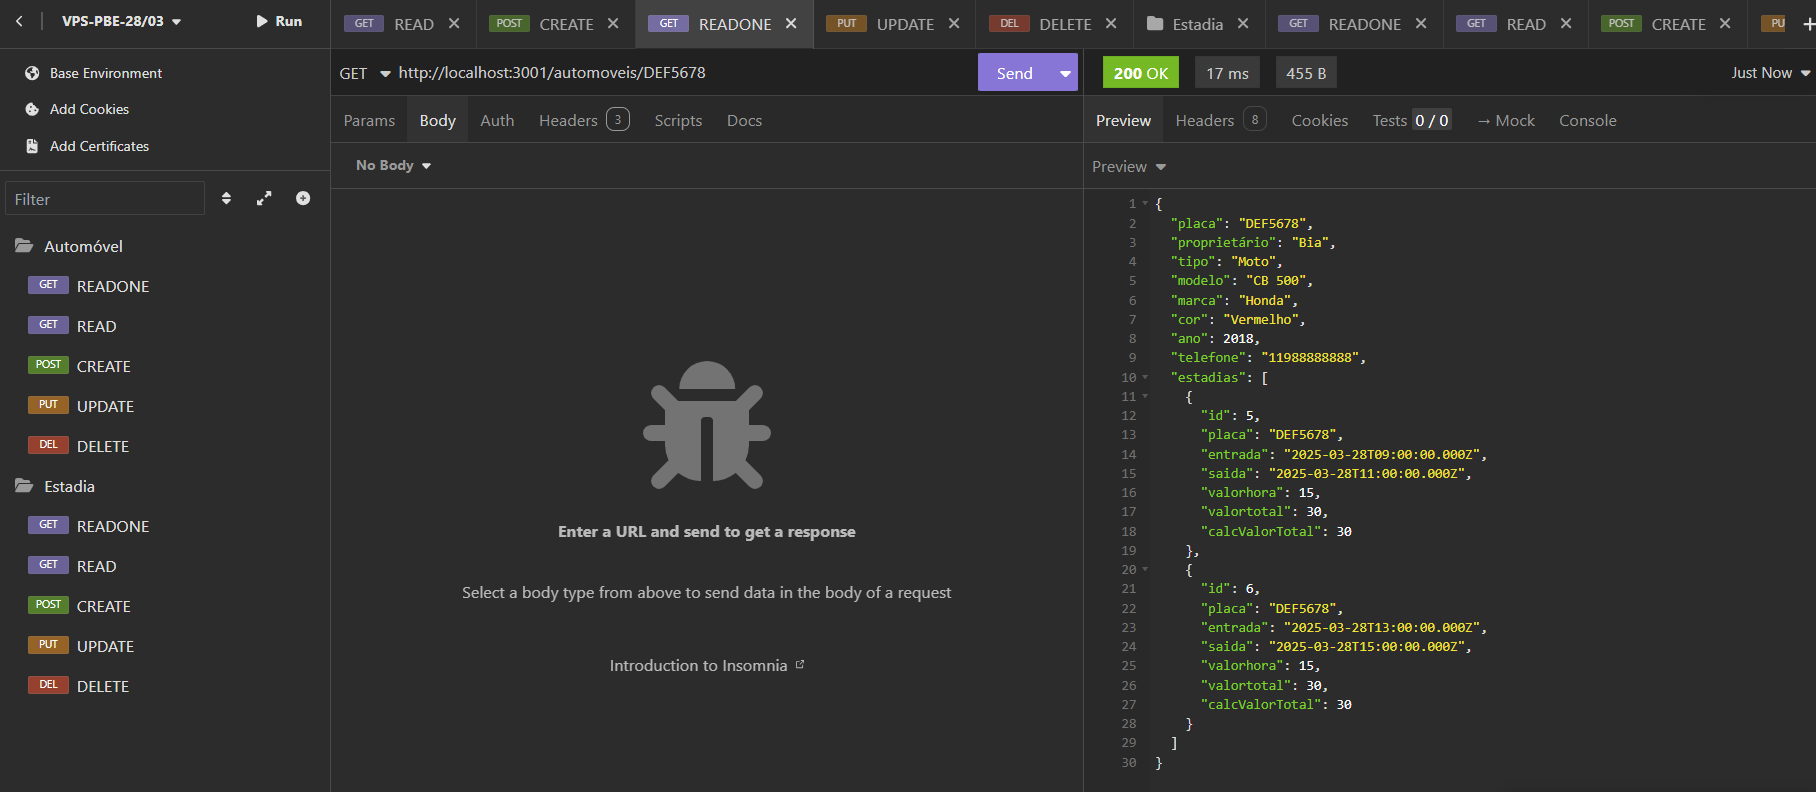 VPS-PBE-28/03
Run
GET READ
POST CREATE
GET READONE
PUT UPDATE
DEL DELETE
Estadia
GET READONE
GET READ
POST CREATE
PU
Base Environment
Add Cookies
Add Certificates
Filter
Automóvel
GET READONE
GET READ
POST CREATE
PUT UPDATE
DEL DELETE
Estadia
GET READONE
GET READ
POST CREATE
PUT UPDATE
DEL DELETE
GET http://localhost:3001/automoveis/DEF5678 Send
Params Body Auth Headers 3 Scripts Docs
No Body
Enter a URL and send to get a response
Select a body type from above to send data in the body of a request
Introduction to Insomnia
200 OK 17 ms 455 B Just Now
Preview Headers 8 Cookies Tests 0 / 0 → Mock Console
Preview
1 {
2 "placa": "DEF5678",
3 "proprietário": "Bia",
4 "tipo": "Moto",
5 "modelo": "CB 500",
6 "marca": "Honda",
7 "cor": "Vermelho",
8 "ano": 2018,
9 "telefone": "11988888888",
10 "estadias": [
11 {
12 "id": 5,
13 "placa": "DEF5678",
14 "entrada": "2025-03-28T09:00:00.000Z",
15 "saida": "2025-03-28T11:00:00.000Z",
16 "valorhora": 15,
17 "valortotal": 30,
18 "calcValorTotal": 30
19 },
20 {
21 "id": 6,
22 "placa": "DEF5678",
23 "entrada": "2025-03-28T13:00:00.000Z",
24 "saida": "2025-03-28T15:00:00.000Z",
25 "valorhora": 15,
26 "valortotal": 30,
27 "calcValorTotal": 30
28 }
29 ]
30 }